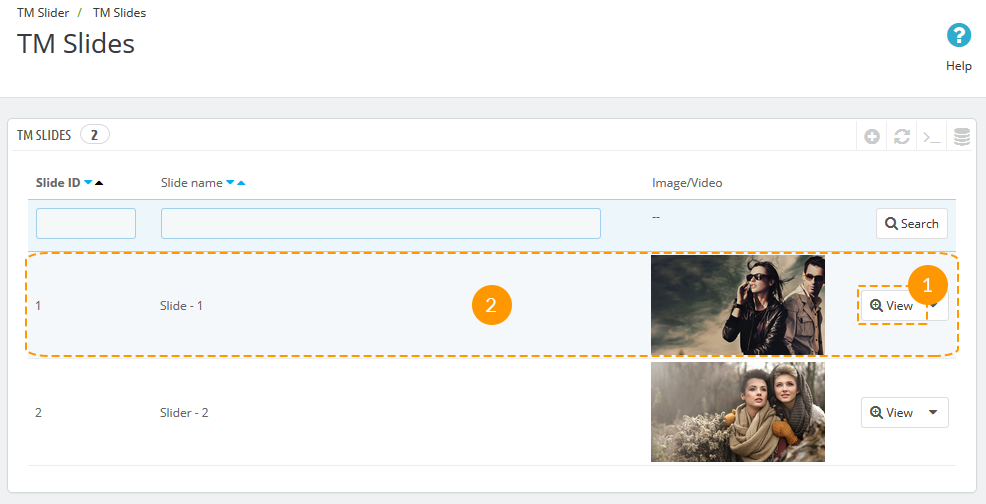 TM Slider / TM Slides
TM Slides
Help
TM SLIDES 2
Slide ID Slide name Image/Video
-- Search
1 Slide - 1 2 View 1
2 Slider - 2 View